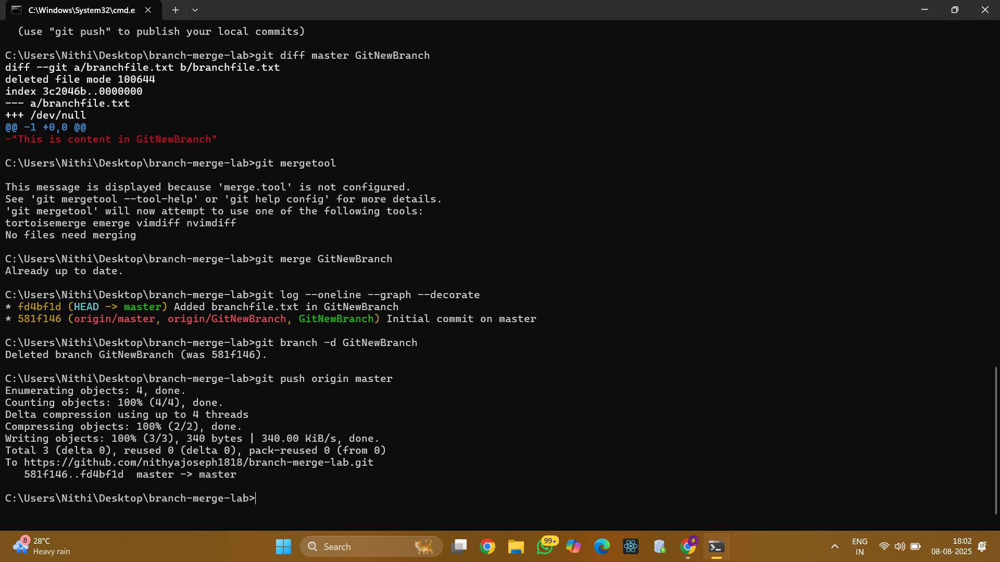 C:\Windows\System32\cmd.e
(use "git push" to publish your local commits)
C:\Users\Nithi\Desktop\branch-merge-lab>git diff master GitNewBranch
diff --git a/branchfile.txt b/branchfile.txt
deleted file mode 100644
index 3c2046b..0000000
--- a/branchfile.txt
+++ /dev/null
@@ -1 +0,0 @@
-"This is content in GitNewBranch"
C:\Users\Nithi\Desktop\branch-merge-lab>git mergetool
This message is displayed because 'merge.tool' is not configured.
See 'git mergetool --tool-help' or 'git help config' for more details.
'git mergetool' will now attempt to use one of the following tools:
tortoisemerge emerge vimdiff nvimdiff
No files need merging
C:\Users\Nithi\Desktop\branch-merge-lab>git merge GitNewBranch
Already up to date.
C:\Users\Nithi\Desktop\branch-merge-lab>git log --oneline --graph --decorate
* fd4bf1d (HEAD -> master) Added branchfile.txt in GitNewBranch
* 581f146 (origin/master, origin/GitNewBranch, GitNewBranch) Initial commit on master
C:\Users\Nithi\Desktop\branch-merge-lab>git branch -d GitNewBranch
Deleted branch GitNewBranch (was 581f146).
C:\Users\Nithi\Desktop\branch-merge-lab>git push origin master
Enumerating objects: 4, done.
Counting objects: 100% (4/4), done.
Delta compression using up to 4 threads
Compressing objects: 100% (2/2), done.
Writing objects: 100% (3/3), 340 bytes | 340.00 KiB/s, done.
Total 3 (delta 0), reused 0 (delta 0), pack-reused 0 (from 0)
To https://github.com/nithyajoseph1818/branch-merge-lab.git
581f146..fd4bf1d  master -> master
C:\Users\Nithi\Desktop\branch-merge-lab>
8
28°C
Heavy rain
Search
99+
ENG
IN
18:02
08-08-2025